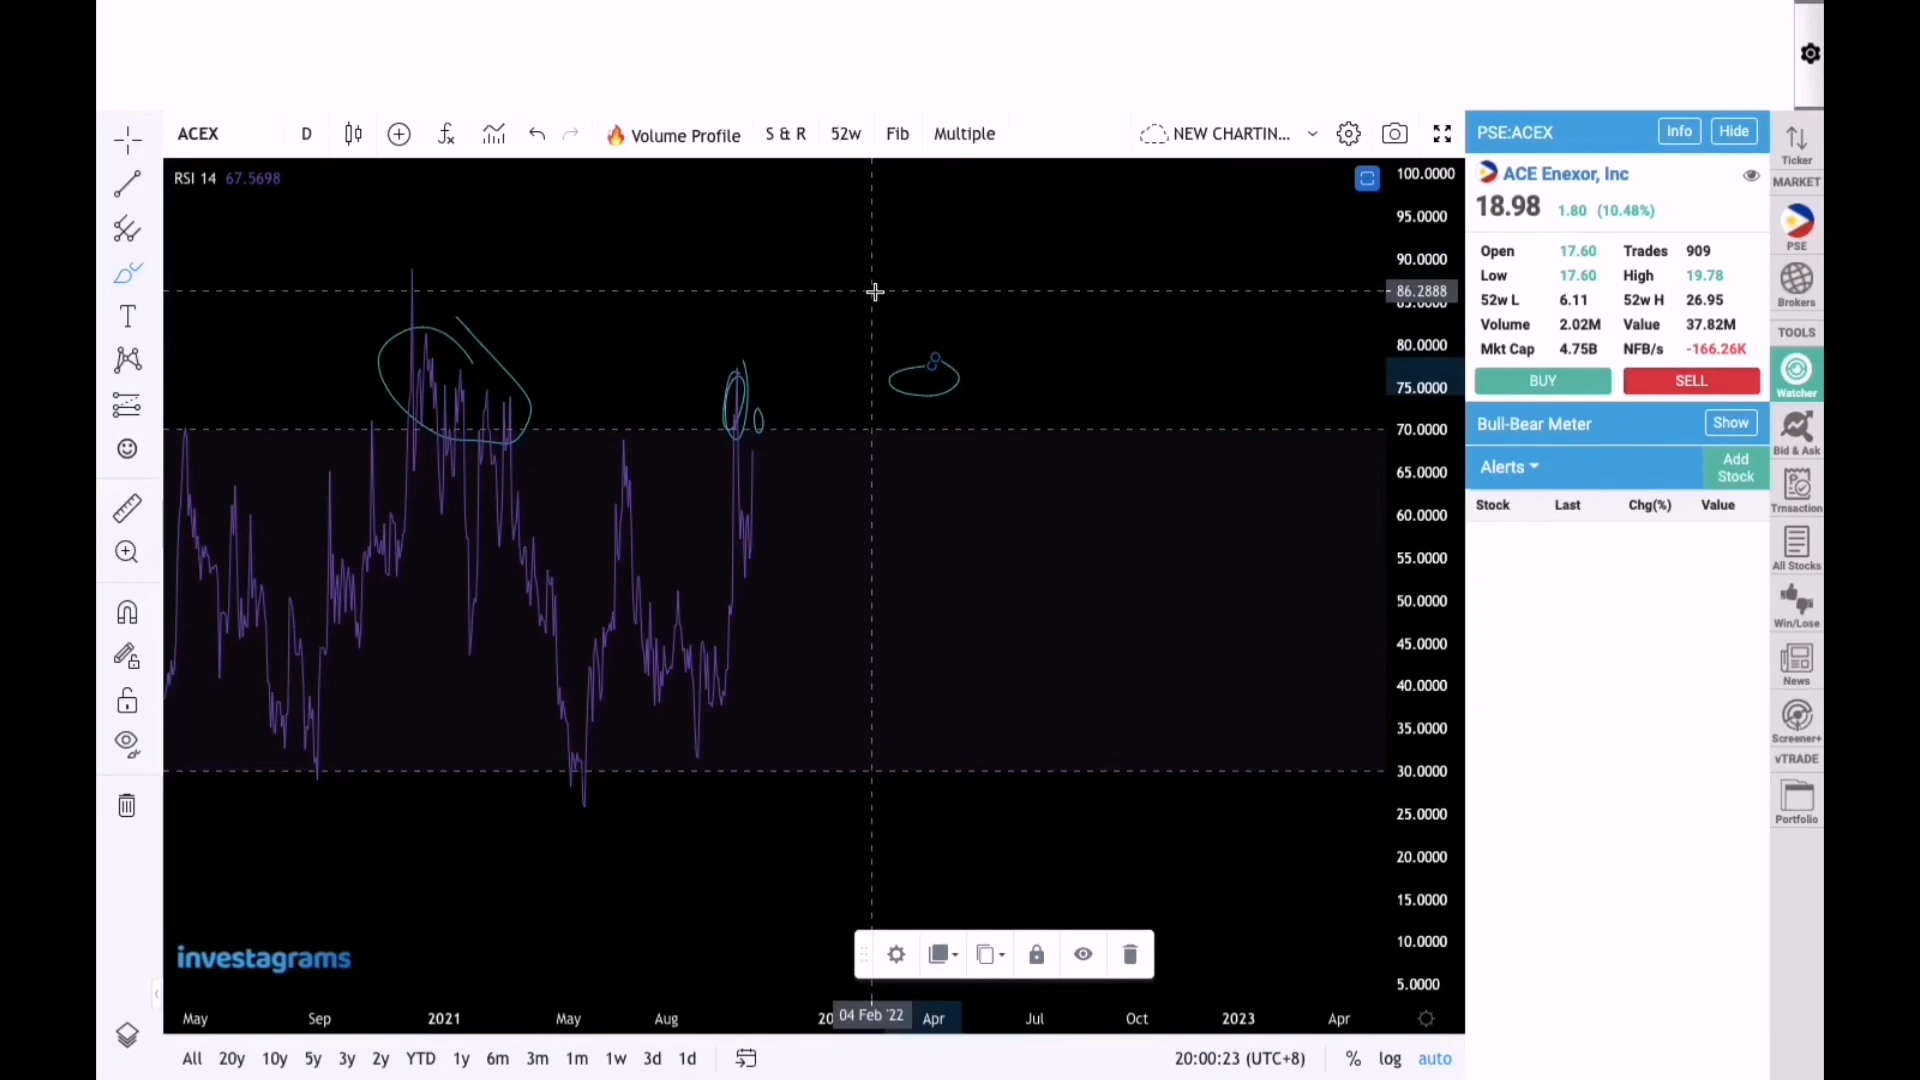 ACEX D Volume Profile S & R 52w Fib Multiple NEW CHARTIN...
RSI 14 67.5698
100.0000
95.0000
90.0000
86.2888
80.0000
75.0000
70.0000
65.0000
60.0000
55.0000
50.0000
45.0000
40.0000
35.0000
30.0000
25.0000
20.0000
15.0000
10.0000
5.0000
investagrams
May Sep 2021 May Aug 20 04 Feb '22 Apr Jul Oct 2023 Apr
All 20y 10y 5y 3y 2y YTD 1y 6m 3m 1m 1w 3d 1d 20:00:23 (UTC+8) % log auto
PSE:ACEX Info Hide
ACE Enexor, Inc
18.98 1.80 (10.48%)
Open 17.60 Trades 909
Low 17.60 High 19.78
52w L 6.11 52w H 26.95
Volume 2.02M Value 37.82M
Mkt Cap 4.75B NFB/s -166.26K
BUY SELL
Bull-Bear Meter Show
Alerts Add Stock
Stock Last Chg(%) Value
Ticker
MARKET
PSE
Brokers
TOOLS
Watcher
Bid & Ask
Trnsaction
All Stocks
Win/Lose
News
Screener+
vTRADE
Portfolio